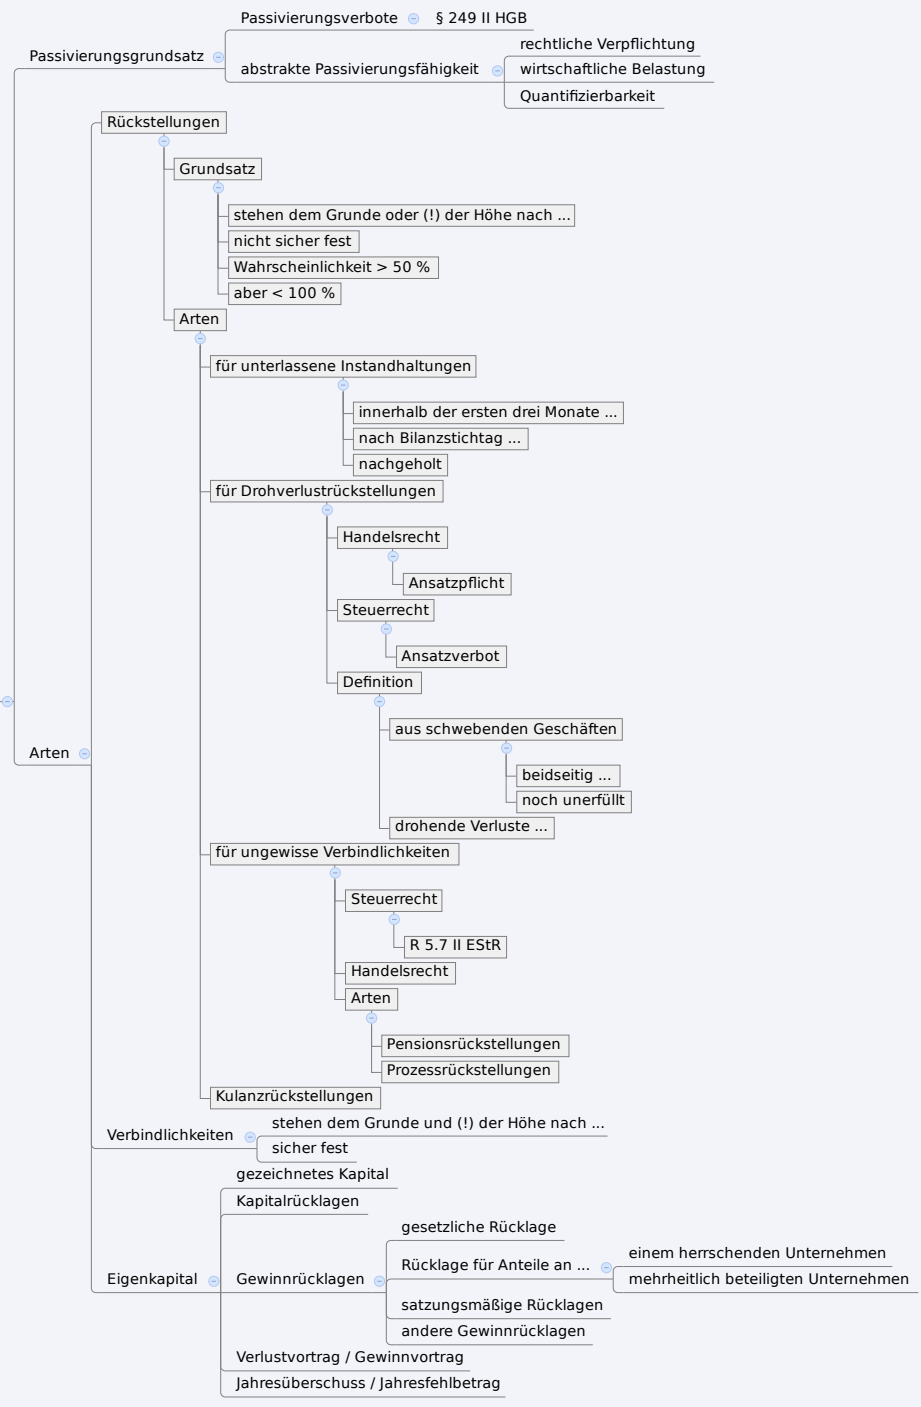 Passivierungsverbote § 249 II HGB
Passivierungsgrundsatz
rechtliche Verpflichtung
abstrakte Passivierungsfähigkeit
wirtschaftliche Belastung
Quantifizierbarkeit
Rückstellungen
Grundsatz
stehen dem Grunde oder (!) der Höhe nach ...
nicht sicher fest
Wahrscheinlichkeit > 50 %
aber < 100 %
Arten
für unterlassene Instandhaltungen
innerhalb der ersten drei Monate ...
nach Bilanzstichtag ...
nachgeholt
für Drohverlustrückstellungen
Handelsrecht
Ansatzpflicht
Steuerrecht
Ansatzverbot
Definition
aus schwebenden Geschäften
Arten
beidseitig ...
noch unerfüllt
drohende Verluste ...
für ungewisse Verbindlichkeiten
Steuerrecht
R 5.7 II EStR
Handelsrecht
Arten
Pensionsrückstellungen
Prozessrückstellungen
Kulanzrückstellungen
stehen dem Grunde und (!) der Höhe nach ...
Verbindlichkeiten
sicher fest
gezeichnetes Kapital
Kapitalrücklagen
gesetzliche Rücklage
einem herrschenden Unternehmen
Rücklage für Anteile an ...
Eigenkapital
Gewinnrücklagen
mehrheitlich beteiligten Unternehmen
satzungsmäßige Rücklagen
andere Gewinnrücklagen
Verlustvortrag / Gewinnvortrag
Jahresüberschuss / Jahresfehlbetrag